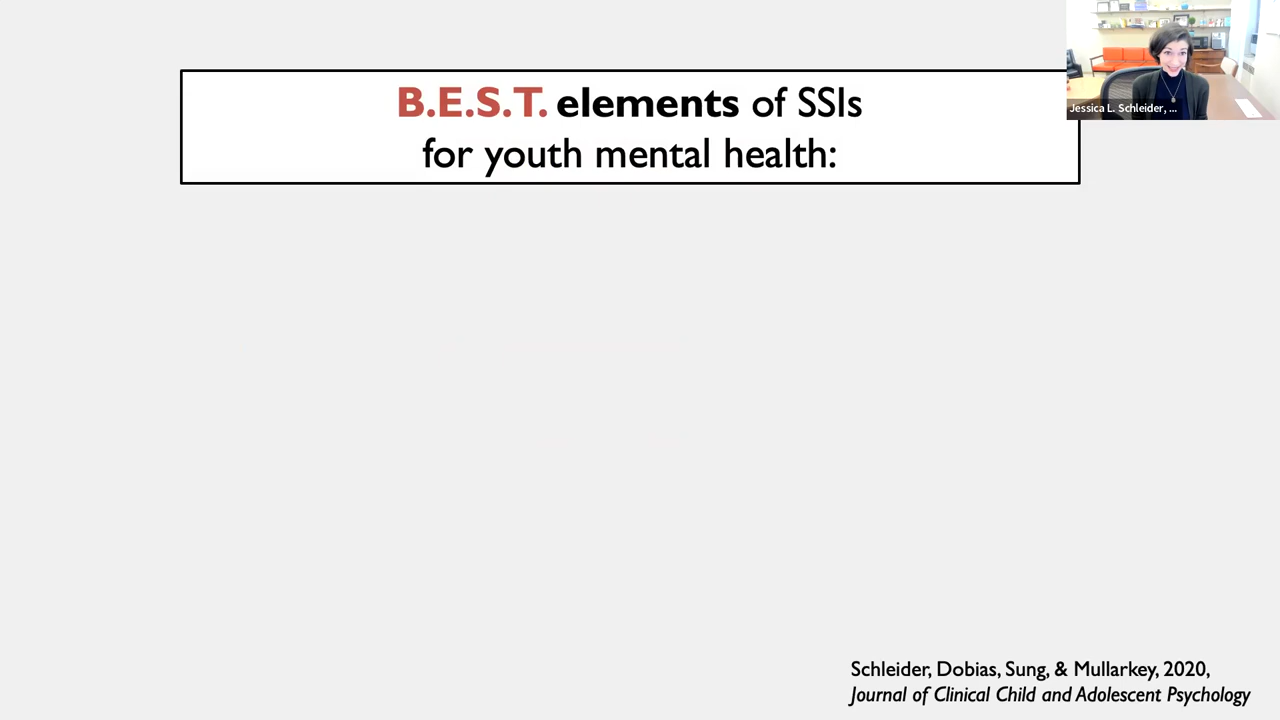 B.E.S.T. elements of SSIs
for youth mental health:
Jessica L. Schleider, ...
Schleider, Dobias, Sung, & Mullarkey, 2020,
Journal of Clinical Child and Adolescent Psychology